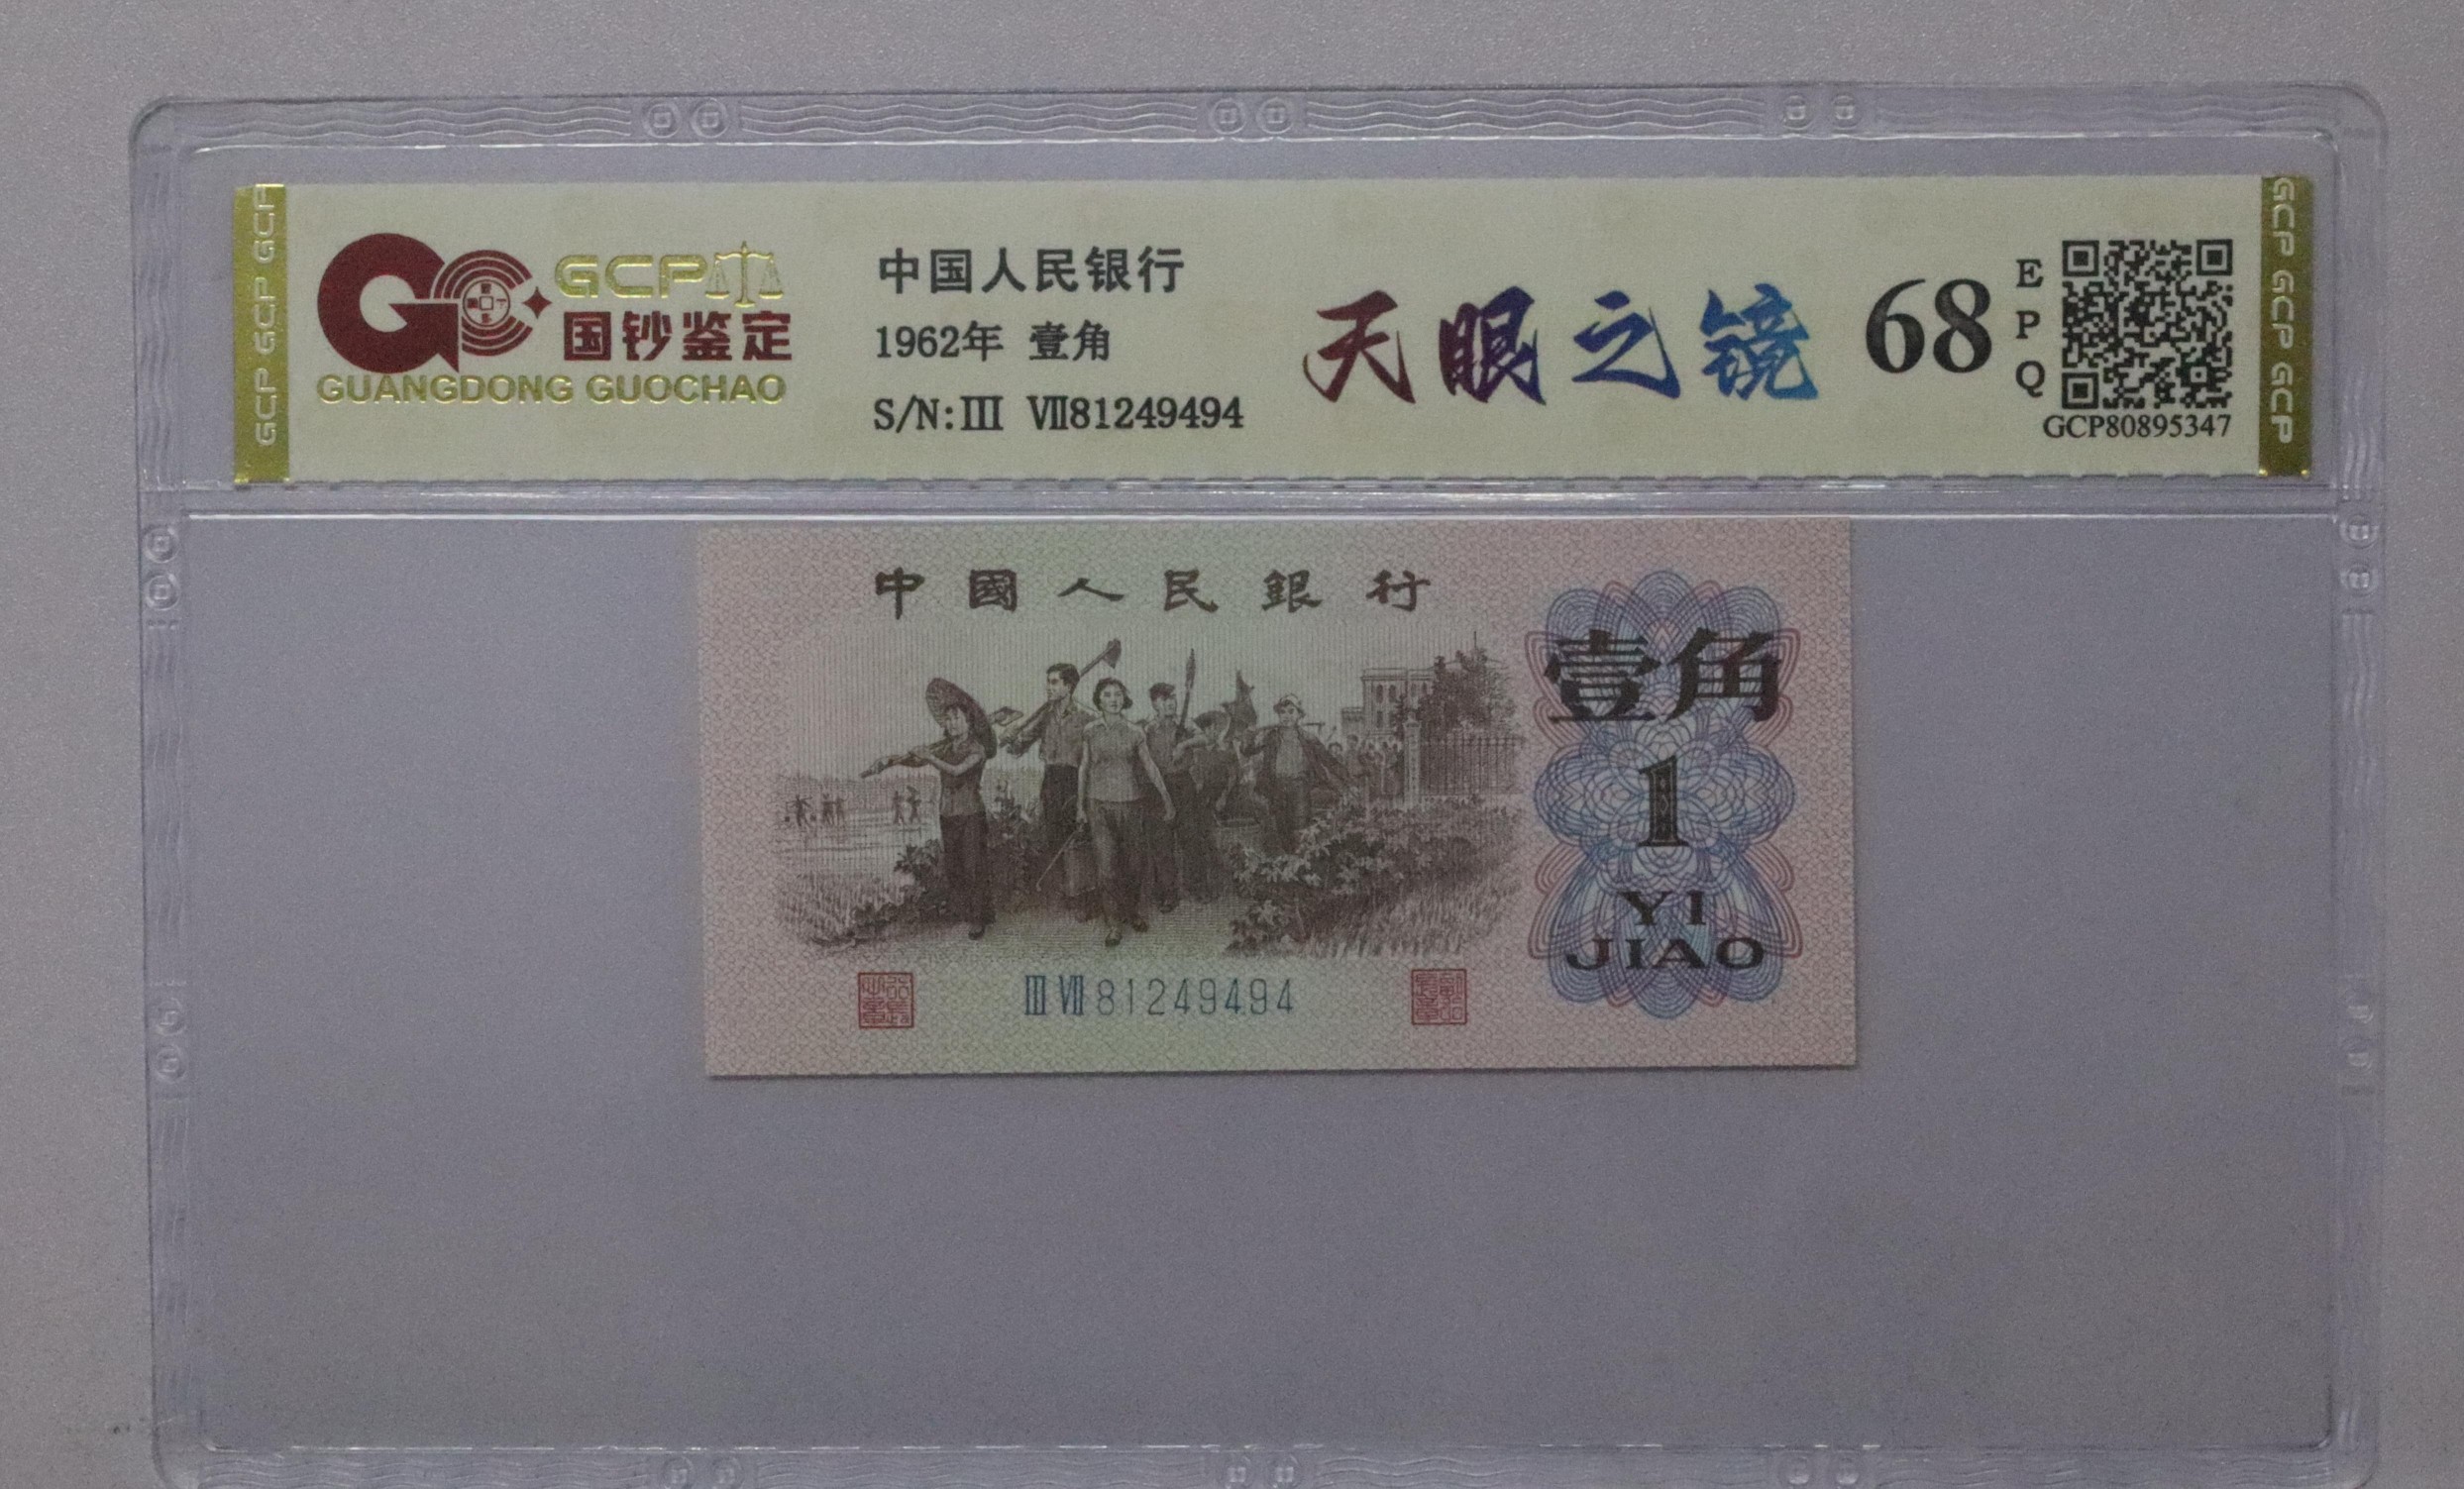 GCP GCP GCP
GCP
国钞鉴定
GUANGDONG GUOCHAO
中国人民银行
1962年 壹角
S/N:III VII81249494
天眼之镜
68
E
P
Q
GCP80895347
GCP GCP GCP
中國人民銀行
壹角
1
YI
JIAO
III VII 81249494